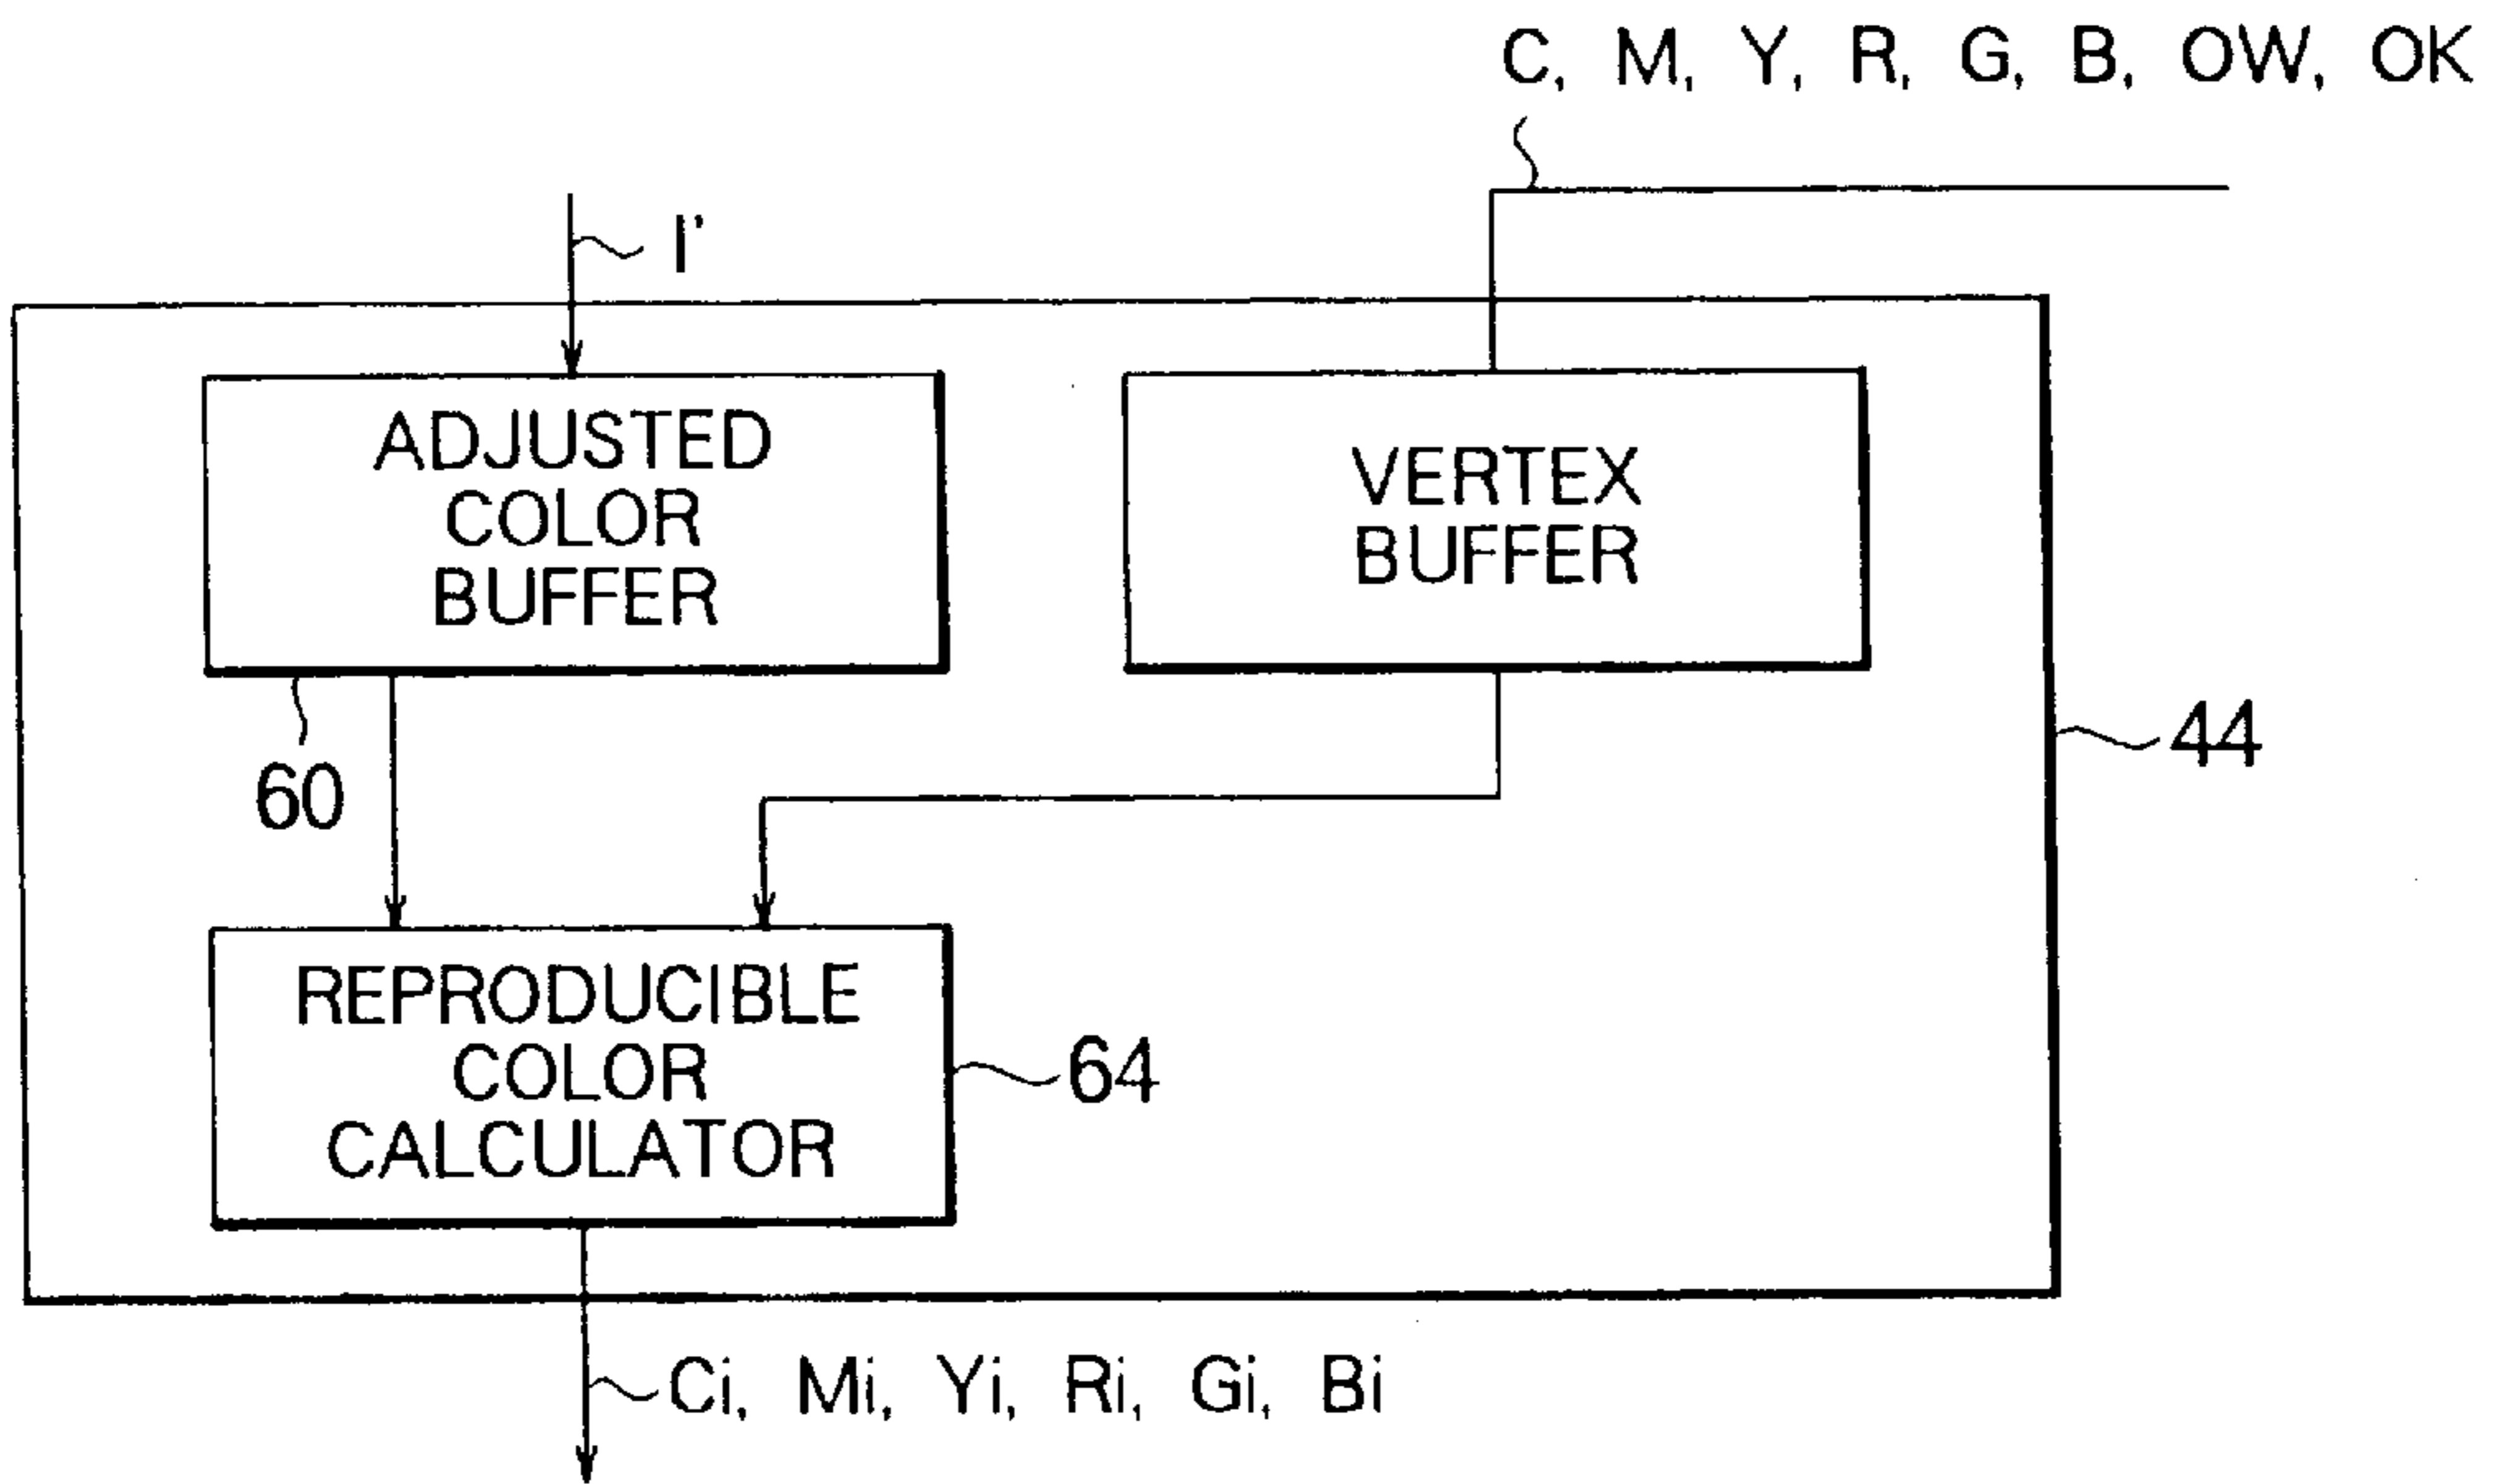 C, M, Y, R, G, B, OW, OK
I'
ADJUSTED
COLOR
BUFFER
VERTEX
BUFFER
60
44
REPRODUCIBLE
COLOR
CALCULATOR
64
Ci, Mi, Yi, Ri, Gi, Bi